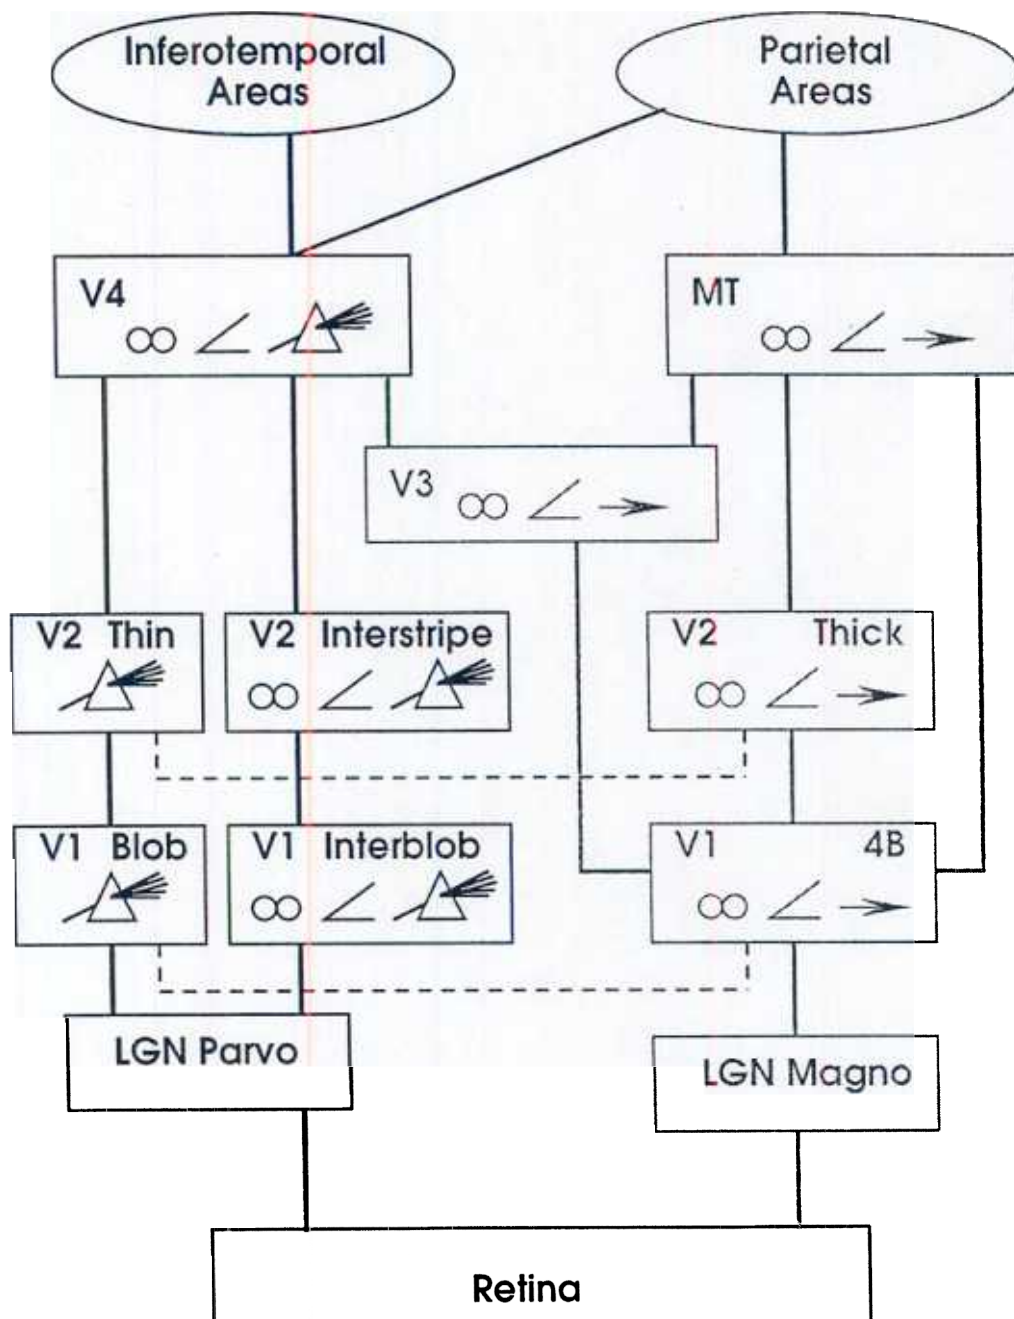 Inferotemporal
Areas
Parietal
Areas
V4
MT
V3
V2 Thin
V2 Interstripe
V2 Thick
V1 Blob
V1 Interblob
V1 4B
LGN Parvo
LGN Magno
Retina